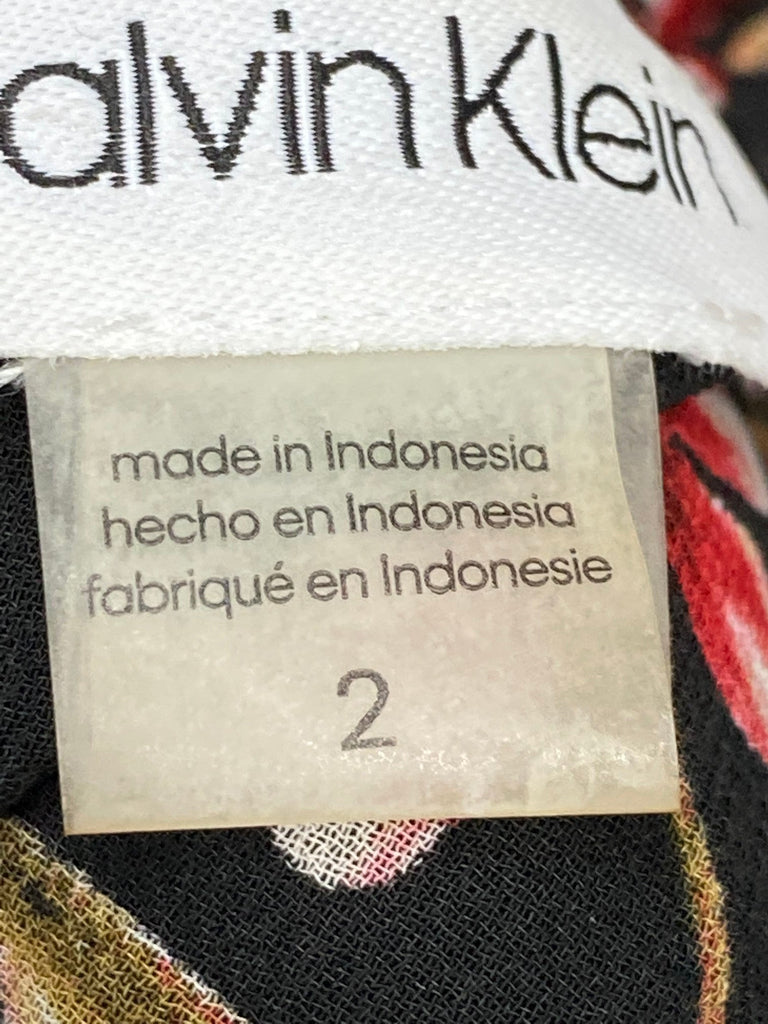 alvin Klein
made in Indonesia
hecho en Indonesia
fabriqué en Indonesie
2